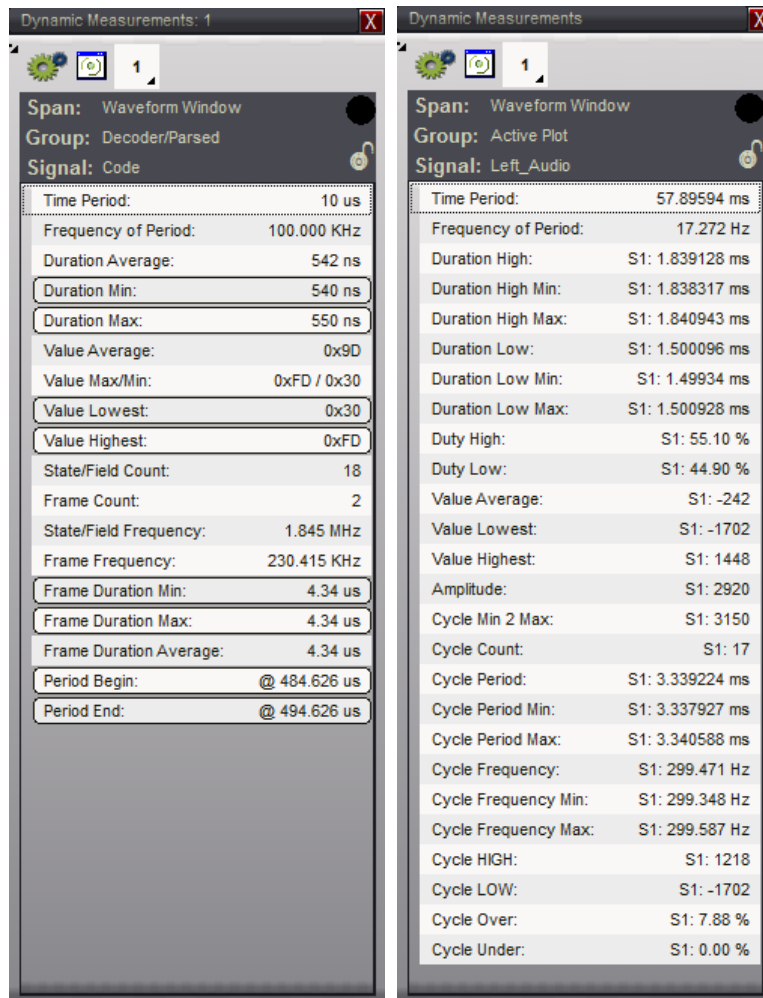 Dynamic Measurements: 1
X
1
Span: Waveform Window
Group: Decoder/Parsed
Signal: Code
Time Period: 10 us
Frequency of Period: 100.000 KHz
Duration Average: 542 ns
Duration Min: 540 ns
Duration Max: 550 ns
Value Average: 0x9D
Value Max/Min: 0xFD / 0x30
Value Lowest: 0x30
Value Highest: 0xFD
State/Field Count: 18
Frame Count: 2
State/Field Frequency: 1.845 MHz
Frame Frequency: 230.415 KHz
Frame Duration Min: 4.34 us
Frame Duration Max: 4.34 us
Frame Duration Average: 4.34 us
Period Begin: @ 484.626 us
Period End: @ 494.626 us
Dynamic Measurements
X
1
Span: Waveform Window
Group: Active Plot
Signal: Left_Audio
Time Period: 57.89594 ms
Frequency of Period: 17.272 Hz
Duration High: S1: 1.839128 ms
Duration High Min: S1: 1.838317 ms
Duration High Max: S1: 1.840943 ms
Duration Low: S1: 1.500096 ms
Duration Low Min: S1: 1.49934 ms
Duration Low Max: S1: 1.500928 ms
Duty High: S1: 55.10 %
Duty Low: S1: 44.90 %
Value Average: S1: -242
Value Lowest: S1: -1702
Value Highest: S1: 1448
Amplitude: S1: 2920
Cycle Min 2 Max: S1: 3150
Cycle Count: S1: 17
Cycle Period: S1: 3.339224 ms
Cycle Period Min: S1: 3.337927 ms
Cycle Period Max: S1: 3.340588 ms
Cycle Frequency: S1: 299.471 Hz
Cycle Frequency Min: S1: 299.348 Hz
Cycle Frequency Max: S1: 299.587 Hz
Cycle HIGH: S1: 1218
Cycle LOW: S1: -1702
Cycle Over: S1: 7.88 %
Cycle Under: S1: 0.00 %